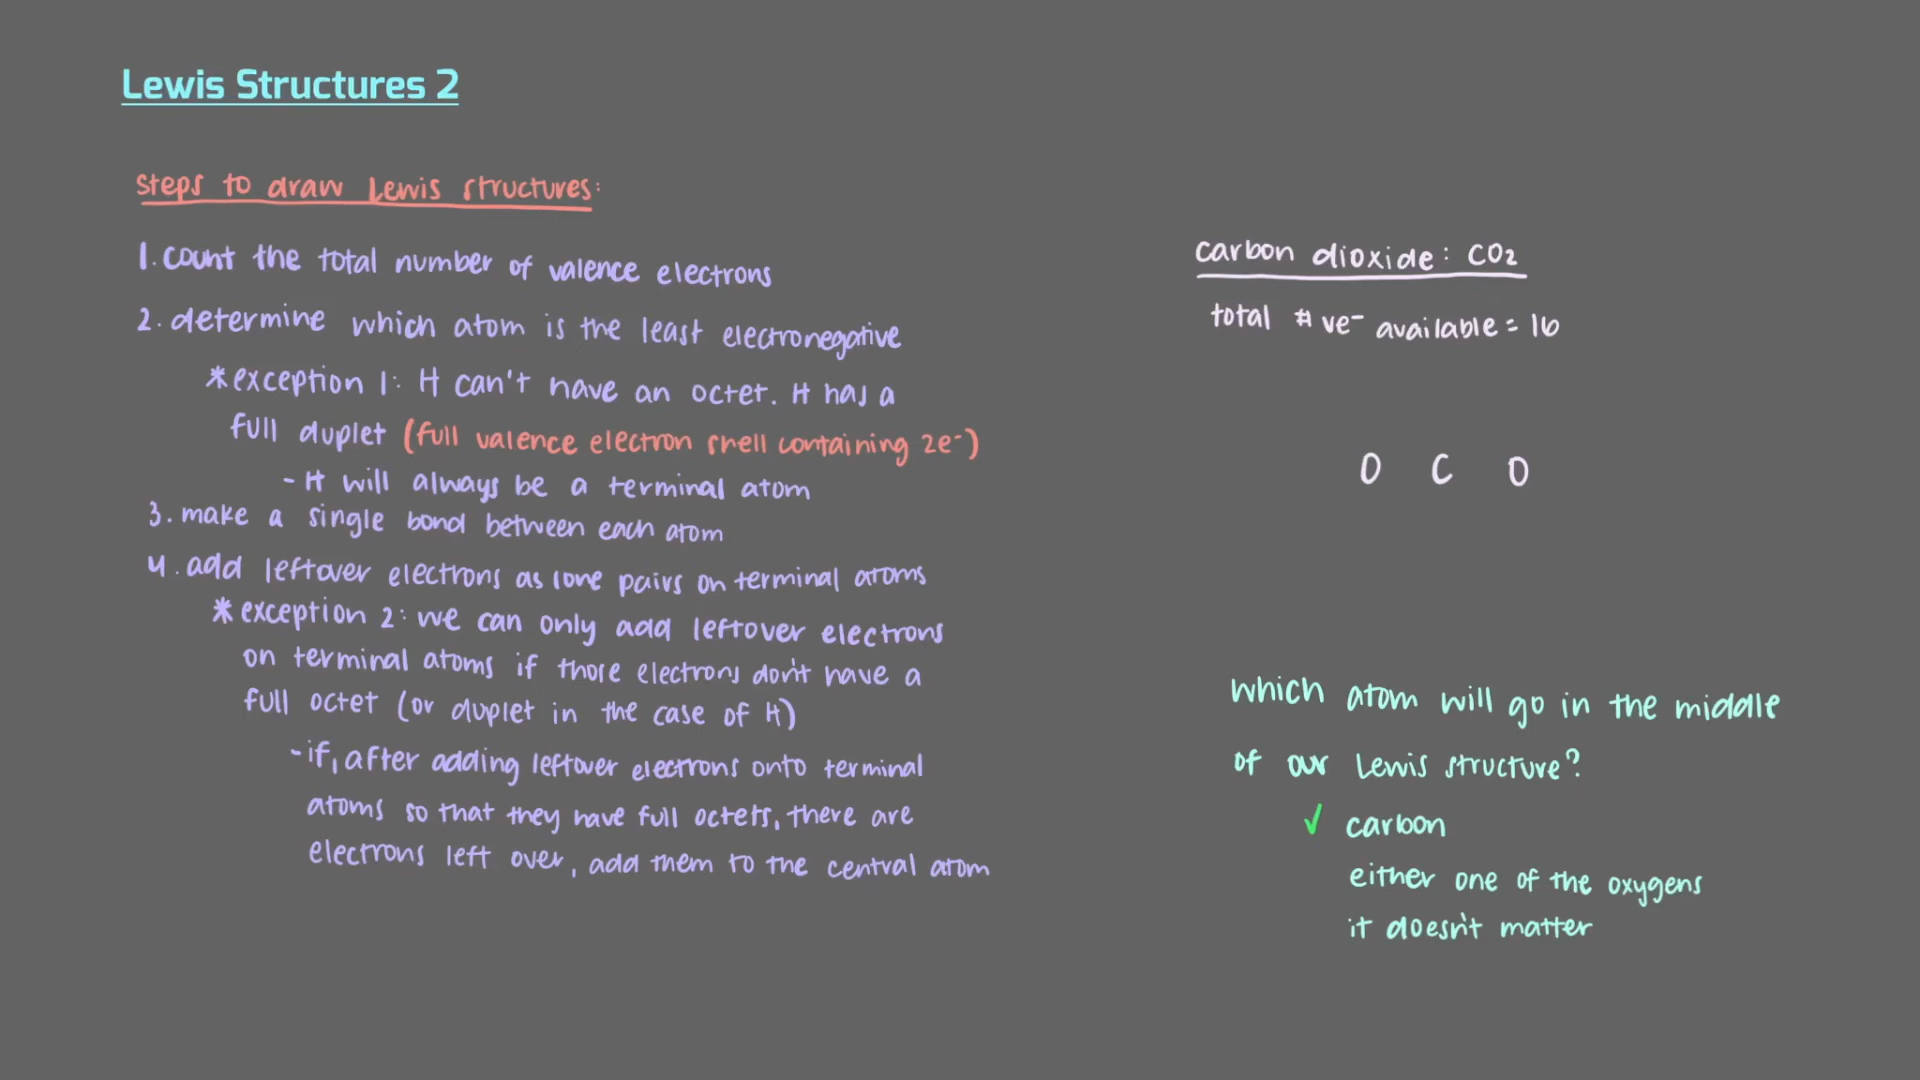 Lewis Structures 2
steps to draw Lewis structures:
1. count the total number of valence electrons
2. determine which atom is the least electronegative
*exception 1: H can't have an octet. H has a
full duplet (full valence electron shell containing 2e⁻)
- H will always be a terminal atom
3. make a single bond between each atom
4. add leftover electrons as lone pairs on terminal atoms
*exception 2: we can only add leftover electrons
on terminal atoms if those electrons don't have a
full octet (or duplet in the case of H)
- if, after adding leftover electrons onto terminal
atoms so that they have full octets, there are
electrons left over, add them to the central atom
carbon dioxide: CO₂
total # ve⁻ available = 16
O C O
which atom will go in the middle
of our Lewis structure?
✓ carbon
either one of the oxygens
it doesn't matter